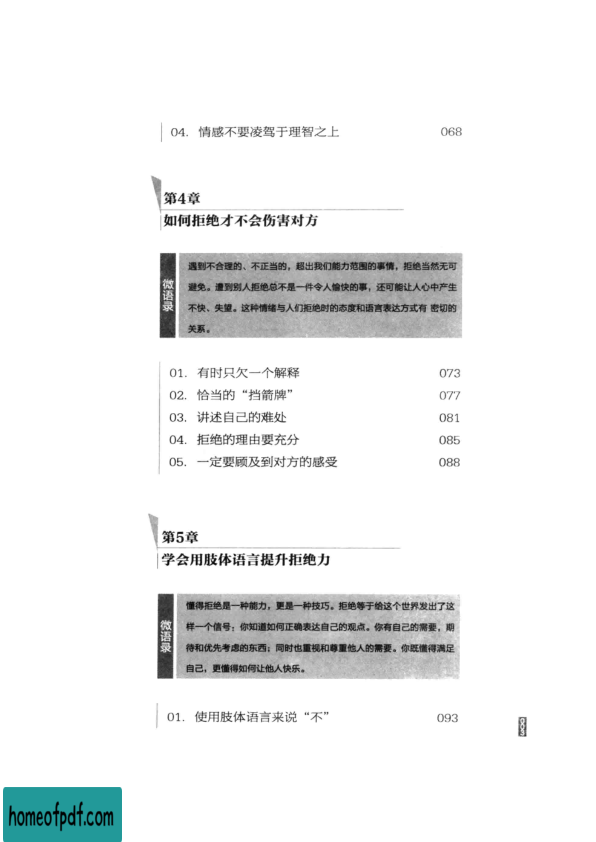 04. 情感不要凌驾于理智之上 068
第4章
如何拒绝才不会伤害对方
微语录
遇到不合理的、不正当的，超出我们能力范围的事情，拒绝当然无可
避免。遭到别人拒绝总不是一件令人愉快的事，还可能让人心中产生
不快、失望。这种情绪与人们拒绝时的态度和语言表达方式有 密切的
关系。
01. 有时只欠一个解释 073
02. 恰当的“挡箭牌” 077
03. 讲述自己的难处 081
04. 拒绝的理由要充分 085
05. 一定要顾及到对方的感受 088
第5章
学会用肢体语言提升拒绝力
微语录
懂得拒绝是一种能力，更是一种技巧。拒绝等于给这个世界发出了这
样一个信号：你知道如何正确表达自己的观点。你有自己的需要，期
待和优先考虑的东西；同时也重视和尊重他人的需要。你既懂得满足
自己，更懂得如何让他人快乐。
01. 使用肢体语言来说“不” 093
003
homeofpdf.com